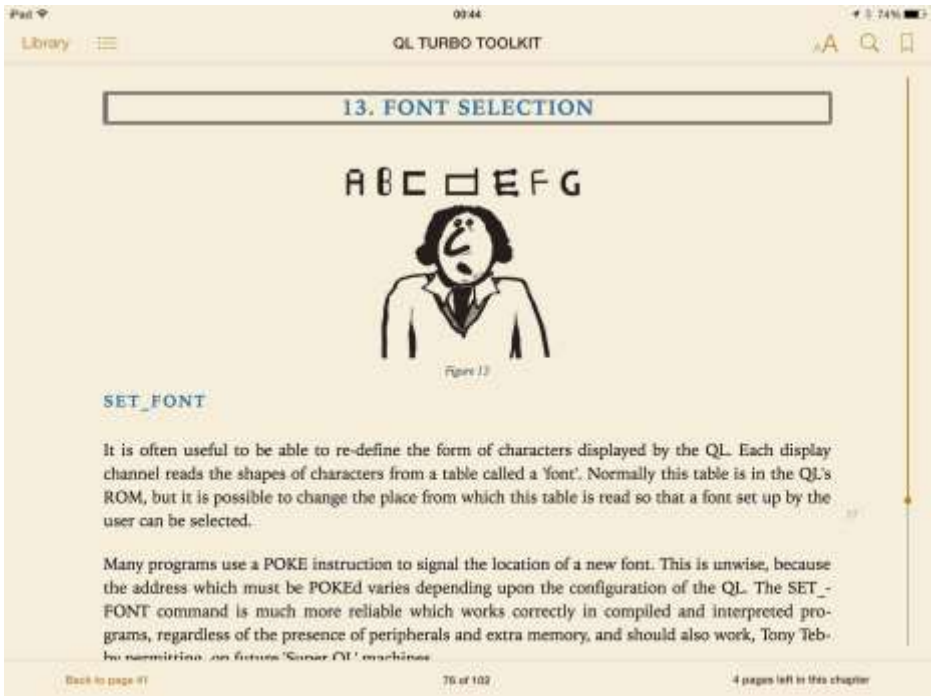 iPad
00:44
74%
Library
QL TURBO TOOLKIT
AA
13. FONT SELECTION
A B C d E F G
Figure 13
SET_FONT
It is often useful to be able to re-define the form of characters displayed by the QL. Each display
channel reads the shapes of characters from a table called a 'font'. Normally this table is in the QL's
ROM, but it is possible to change the place from which this table is read so that a font set up by the
user can be selected.
Many programs use a POKE instruction to signal the location of a new font. This is unwise, because
the address which must be POKEd varies depending upon the configuration of the QL. The SET_-
FONT command is much more reliable which works correctly in compiled and interpreted pro-
grams, regardless of the presence of peripherals and extra memory, and should also work, Tony Teb-
by permitting, on future 'Super QL' machines
Back to page 41
76 of 102
4 pages left in this chapter